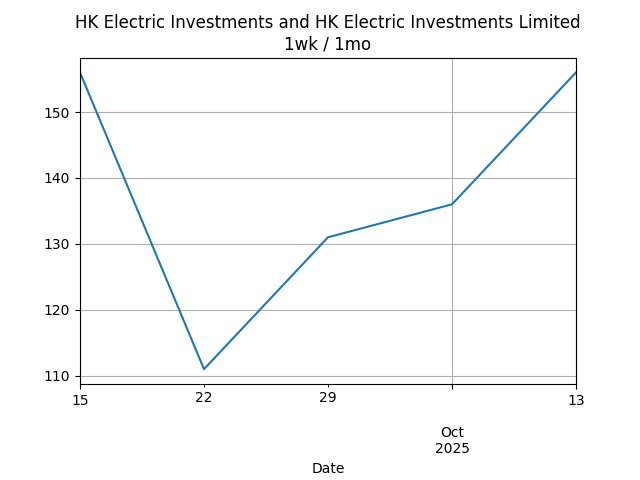 HK Electric Investments and HK Electric Investments Limited
1wk / 1mo
150
140
130
120
110
15
22
29
13
Oct
2025
Date